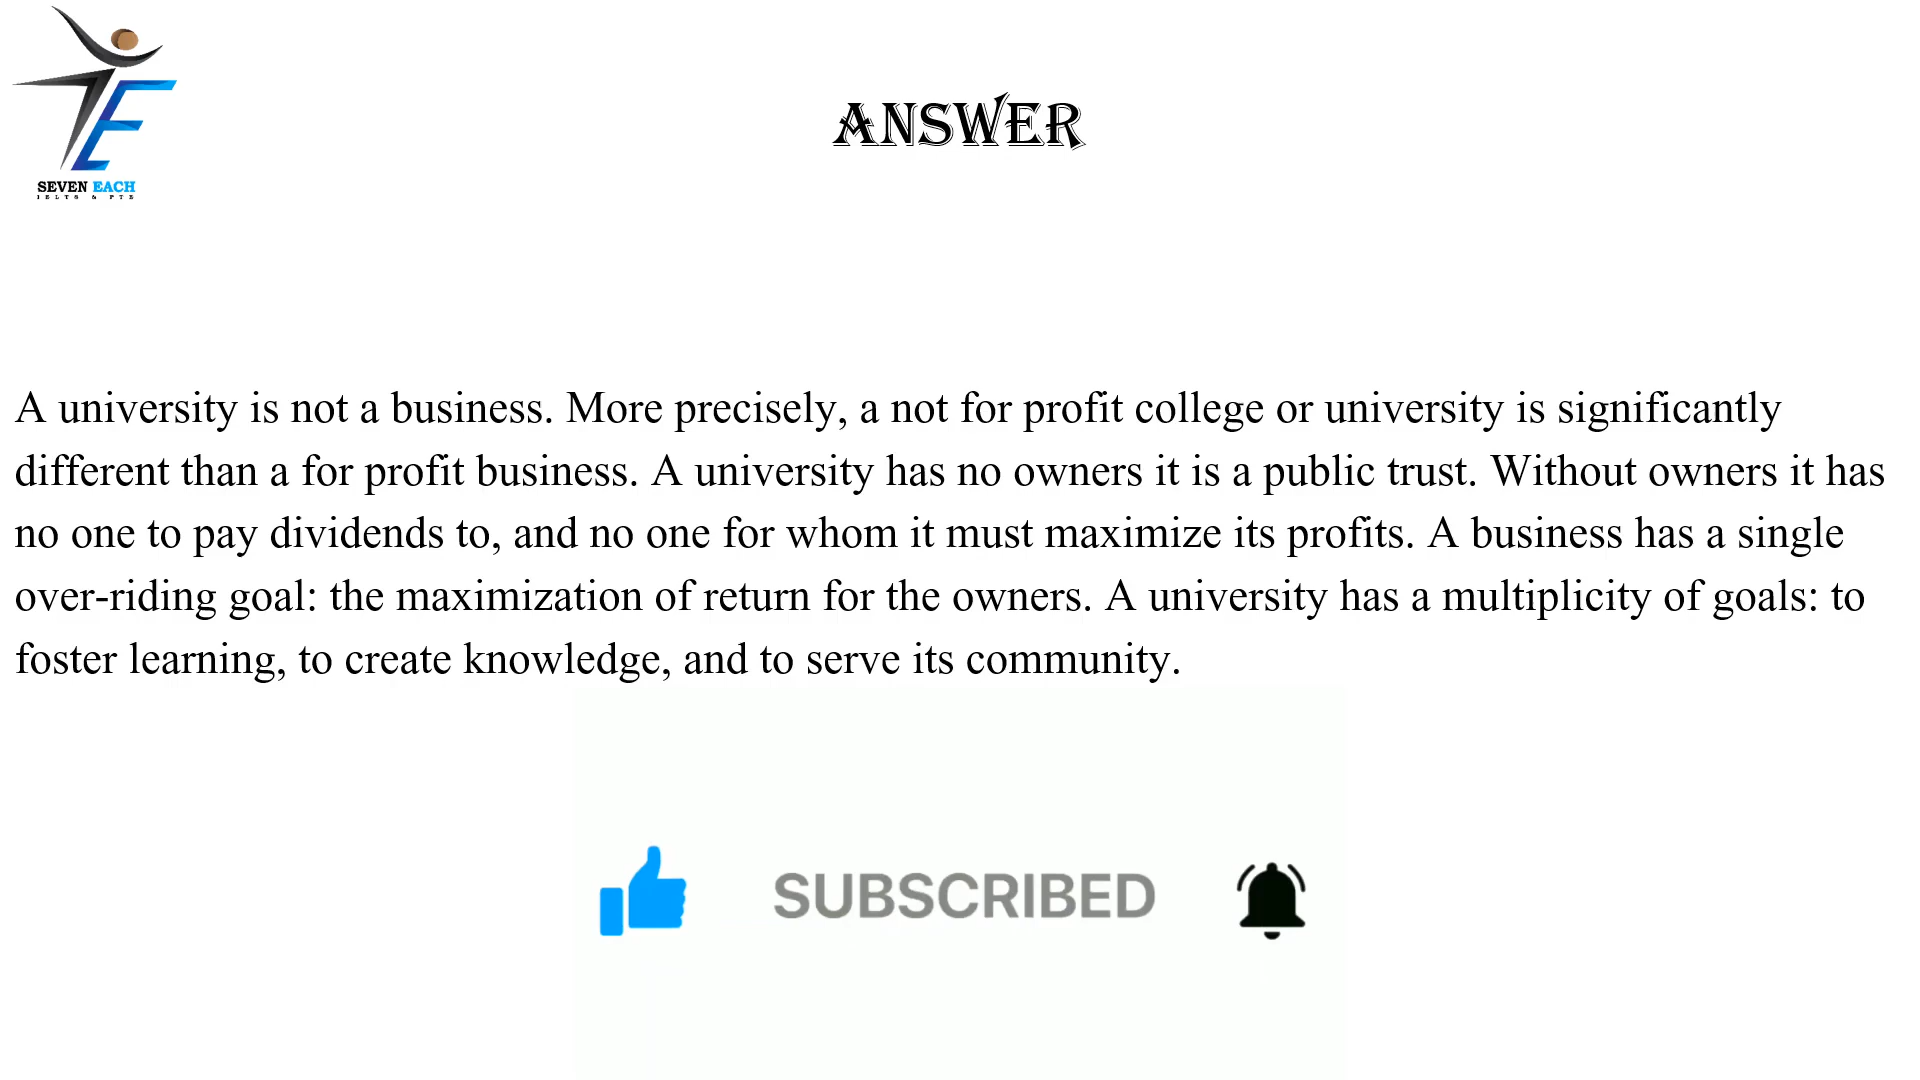 SEVEN EACH
IELTS & PTE
ANSWER
A university is not a business. More precisely, a not for profit college or university is significantly
different than a for profit business. A university has no owners it is a public trust. Without owners it has
no one to pay dividends to, and no one for whom it must maximize its profits. A business has a single
over-riding goal: the maximization of return for the owners. A university has a multiplicity of goals: to
foster learning, to create knowledge, and to serve its community.
SUBSCRIBED